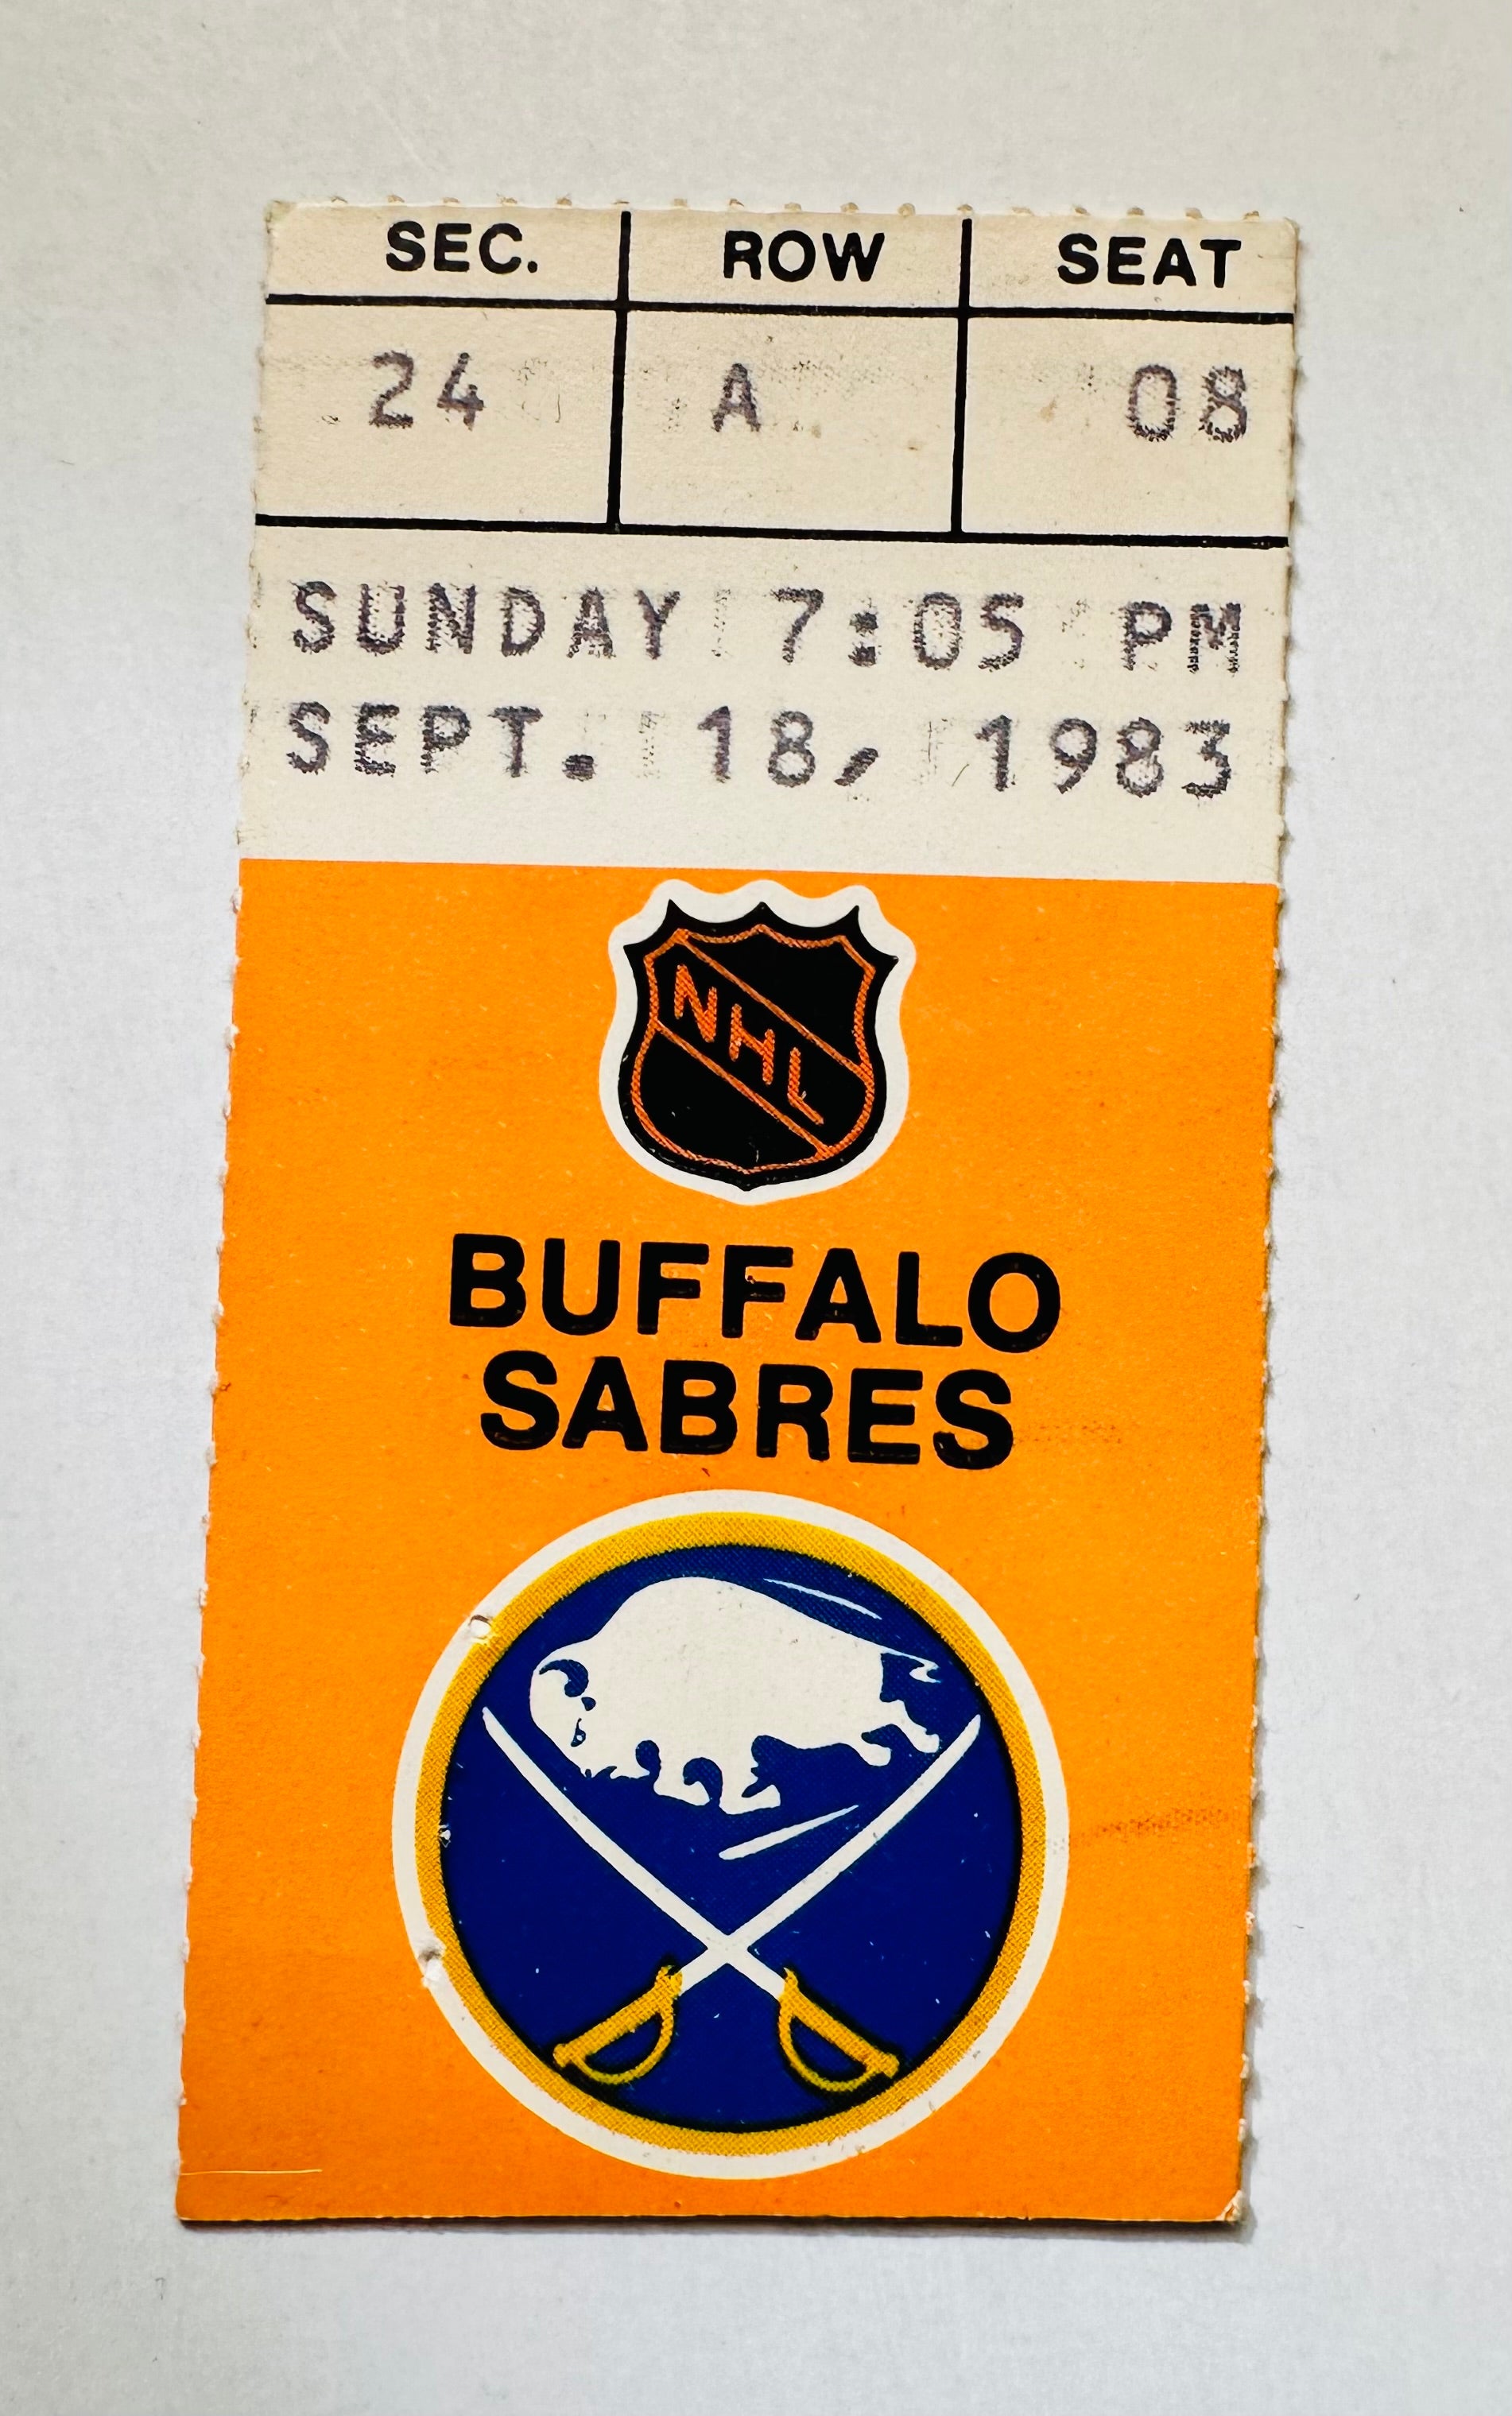 SEC. ROW SEAT
24 A 08
SUNDAY 7:05 PM
SEPT. 18, 1983
NHL
BUFFALO
SABRES